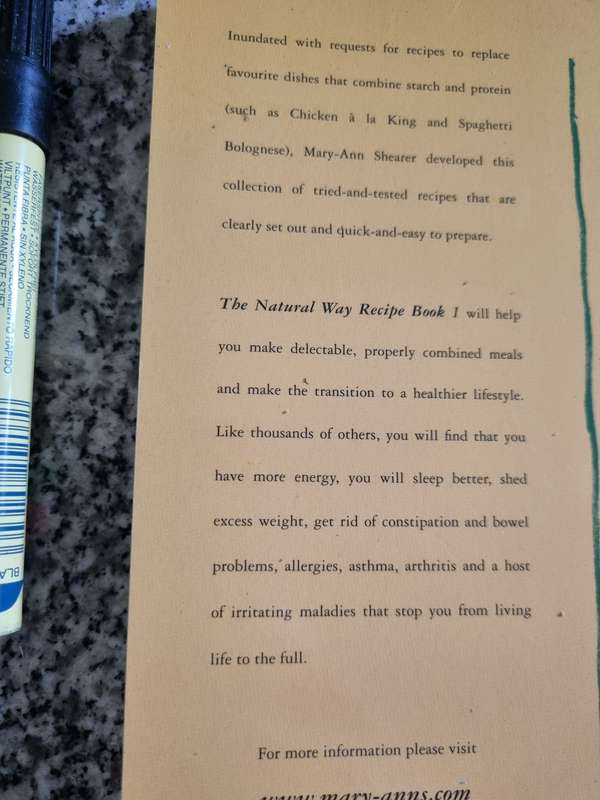 Inundated with requests for recipes to replace
favourite dishes that combine starch and protein
(such as Chicken à la King and Spaghetti
Bolognese), Mary-Ann Shearer developed this
collection of tried-and-tested recipes that are
clearly set out and quick-and-easy to prepare.
The Natural Way Recipe Book 1 will help
you make delectable, properly combined meals
and make the transition to a healthier lifestyle.
Like thousands of others, you will find that you
have more energy, you will sleep better, shed
excess weight, get rid of constipation and bowel
problems, allergies, asthma, arthritis and a host
of irritating maladies that stop you from living
life to the full.
For more information please visit
www.mary-anns.com
PUNTA FIBRA • SIN XYLENO
VILTPUNT • PERMANENTE STIFT